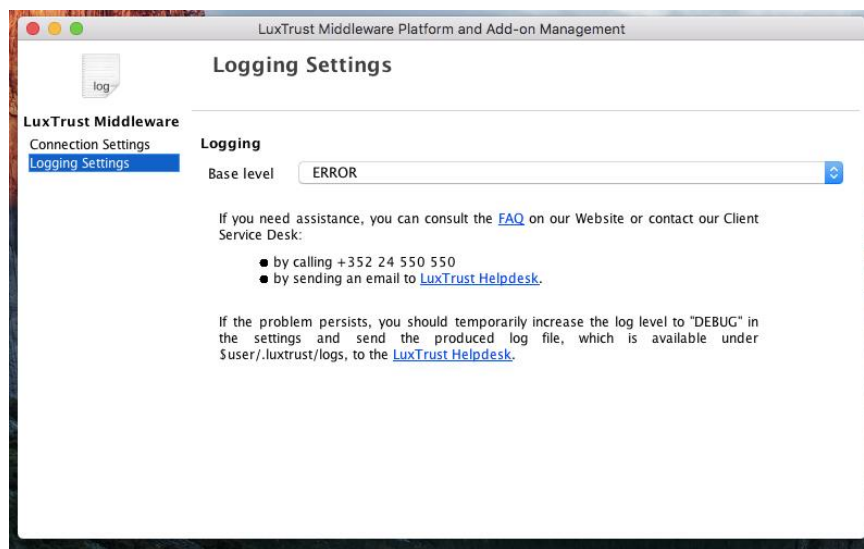 LuxTrust Middleware Platform and Add-on Management
log
Logging Settings
LuxTrust Middleware
Connection Settings
Logging Settings
Logging
Base level ERROR
If you need assistance, you can consult the FAQ on our Website or contact our Client
Service Desk:
● by calling +352 24 550 550
● by sending an email to LuxTrust Helpdesk.
If the problem persists, you should temporarily increase the log level to "DEBUG" in
the settings and send the produced log file, which is available under
$user/.luxtrust/logs, to the LuxTrust Helpdesk.